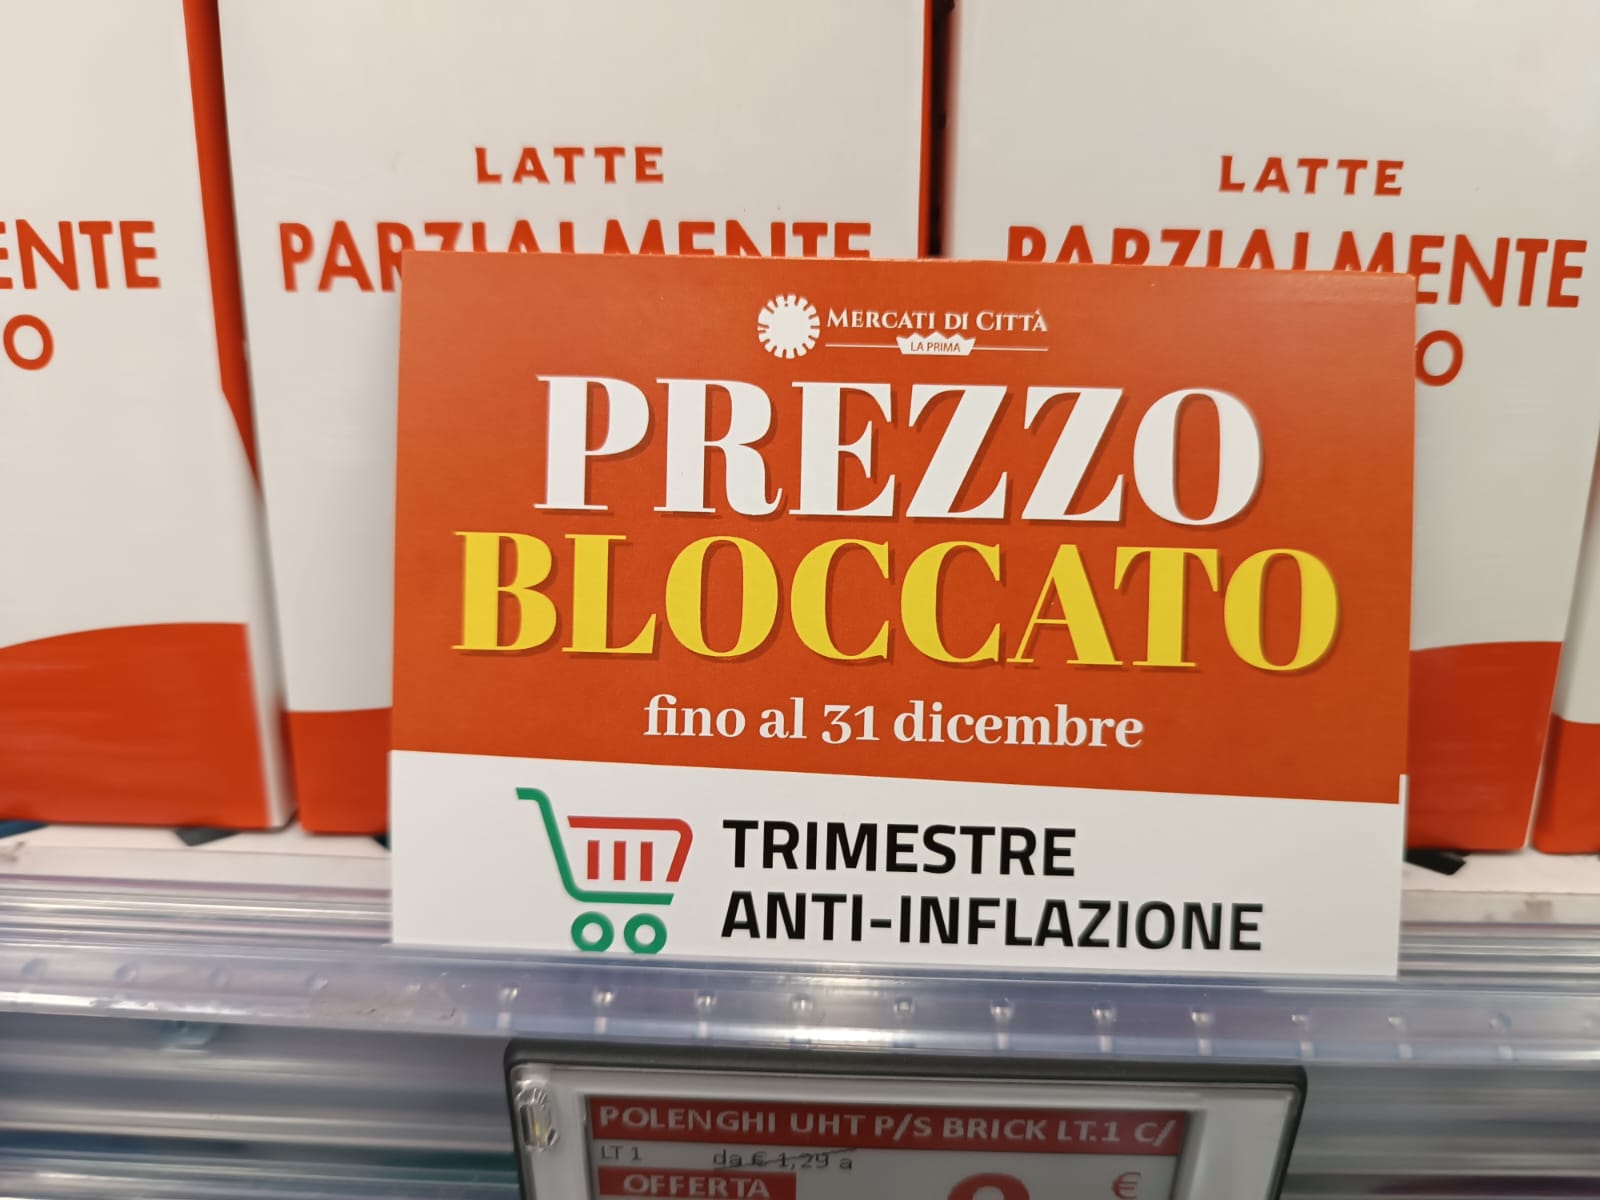 LATTE
PARZIALMENTE
LATTE
PARZIALMENTE
MERCATI DI CITTÀ
LA PRIMA
PREZZO
BLOCCATO
fino al 31 dicembre
TRIMESTRE
ANTI-INFLAZIONE
POLENGHI UHT P/S BRICK LT.1 C/
LT 1 da € 1,29 a
OFFERTA
€